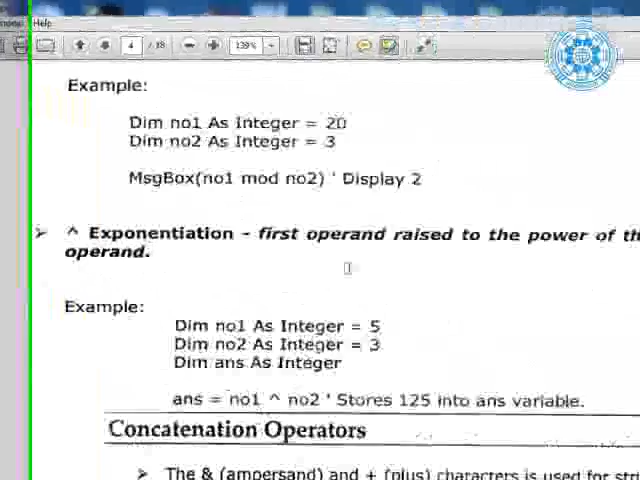 Help
4 / 18
139%
Example:
Dim no1 As Integer = 20
Dim no2 As Integer = 3
MsgBox(no1 mod no2) ' Display 2
➢ ^ Exponentiation - first operand raised to the power of th
operand.
Example:
Dim no1 As Integer = 5
Dim no2 As Integer = 3
Dim ans As Integer
ans = no1 ^ no2 ' Stores 125 into ans variable.
Concatenation Operators
➢ The & (ampersand) and + (plus) characters is used for stri